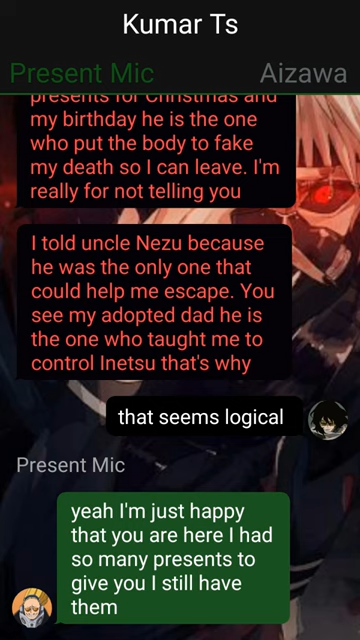 Kumar Ts
Present Mic
Aizawa
presents for Christmas and
my birthday he is the one
who put the body to fake
my death so I can leave. I'm
really for not telling you
I told uncle Nezu because
he was the only one that
could help me escape. You
see my adopted dad he is
the one who taught me to
control Inetsu that's why
that seems logical
Present Mic
yeah I'm just happy
that you are here I had
so many presents to
give you I still have
them